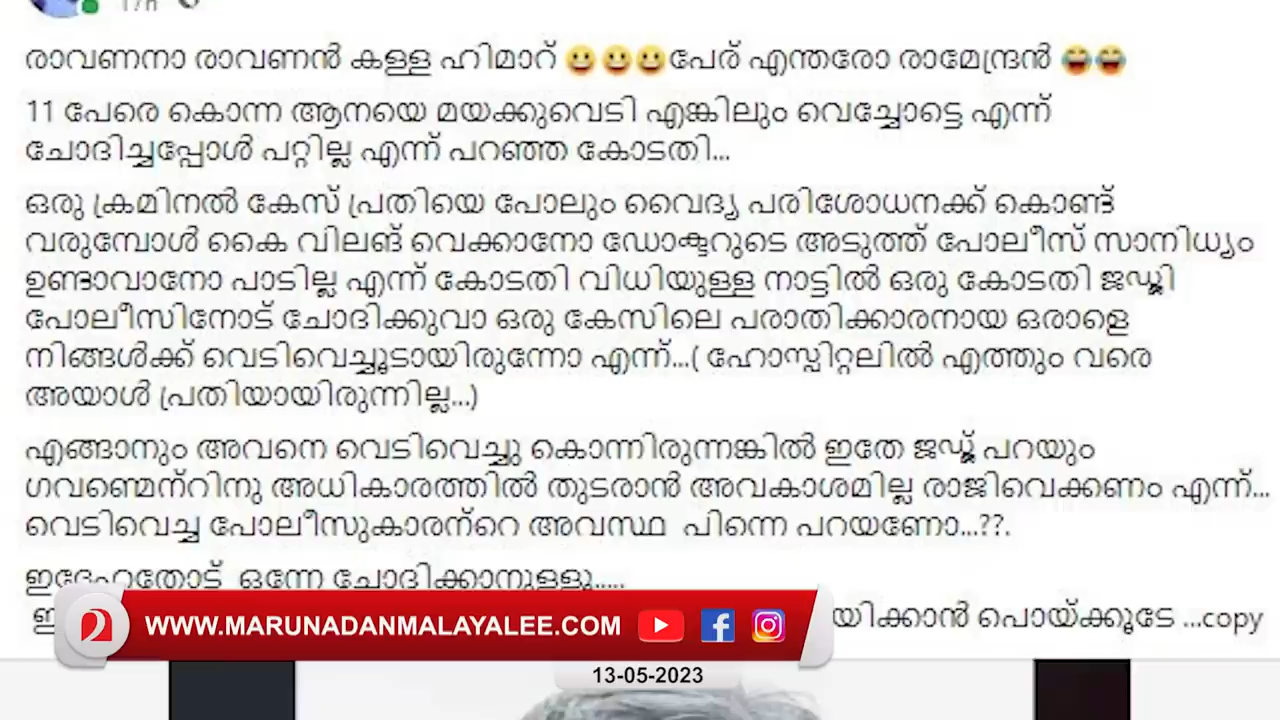 17h
രാവണനാ രാവണൻ കള്ള ഹിമാറ് 😀😀😀പേര് എന്തരോ രാമേന്ദ്രൻ 😂😂
11 പേരെ കൊന്ന ആനയെ മയക്കുവെടി എങ്കിലും വെച്ചോട്ടെ എന്ന്
ചോദിച്ചപ്പോൾ പറ്റില്ല എന്ന് പറഞ്ഞ കോടതി...
ഒരു ക്രമിനൽ കേസ് പ്രതിയെ പോലും വൈദ്യ പരിശോധനക്ക് കൊണ്ട്
വരുമ്പോൾ കൈ വിലങ് വെക്കാനോ ഡോക്ടറുടെ അടുത്ത് പോലീസ് സാനിധ്യം
ഉണ്ടാവാനോ പാടില്ല എന്ന് കോടതി വിധിയുള്ള നാട്ടിൽ ഒരു കോടതി ജഡ്ജി
പോലീസിനോട് ചോദിക്കുവാ ഒരു കേസിലെ പരാതിക്കാരനായ ഒരാളെ
നിങ്ങൾക്ക് വെടിവെച്ചൂടായിരുന്നോ എന്ന്...( ഹോസ്പിറ്റലിൽ എത്തും വരെ
അയാൾ പ്രതിയായിരുന്നില്ല...)
എങ്ങാനും അവനെ വെടിവെച്ചു കൊന്നിരുന്നങ്കിൽ ഇതേ ജഡ്ജ് പറയും
ഗവണ്മെന്റിനു അധികാരത്തിൽ തുടരാൻ അവകാശമില്ല രാജിവെക്കണം എന്ന്...
വെടിവെച്ച പോലീസുകാരന്റെ അവസ്ഥ പിന്നെ പറയണോ...??.
ഇദ്ദേഹതോട് ഒന്നേ ചോദിക്കാനുള്ളു.....
യിക്കാൻ പൊയ്ക്കൂടേ ...copy
WWW.MARUNADANMALAYALEE.COM
13-05-2023